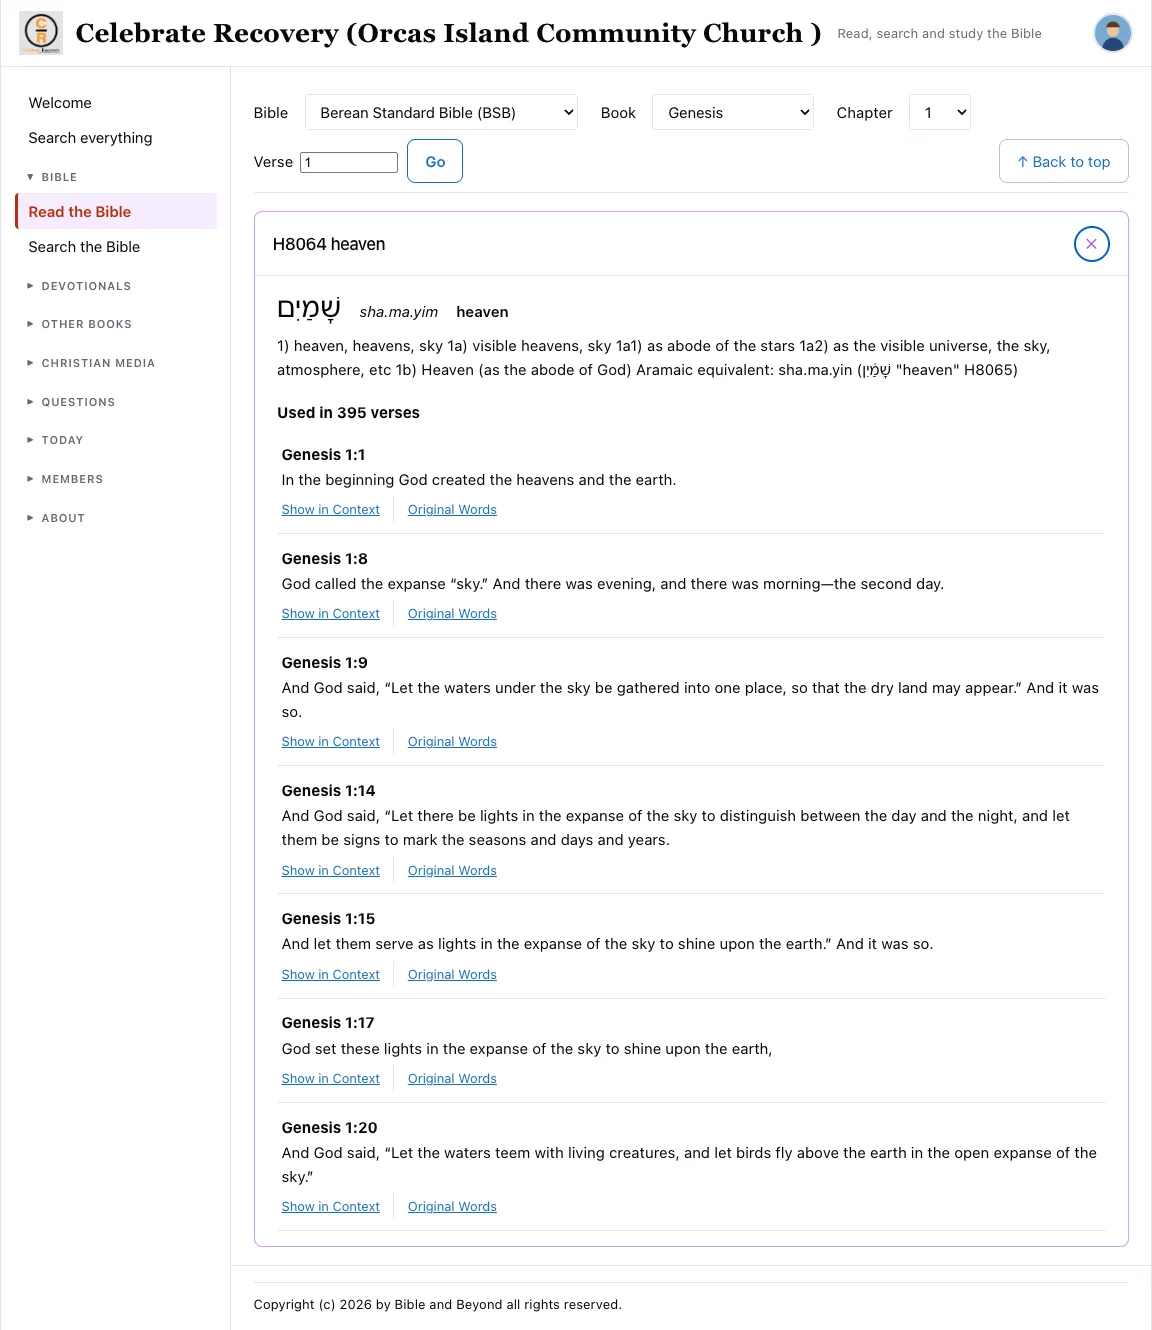 Celebrate Recovery (Orcas Island Community Church )
Read, search and study the Bible
Welcome
Search everything
▼ BIBLE
Read the Bible
Search the Bible
► DEVOTIONALS
► OTHER BOOKS
► CHRISTIAN MEDIA
► QUESTIONS
► TODAY
► MEMBERS
► ABOUT
Bible Berean Standard Bible (BSB) Book Genesis Chapter 1
Verse 1 Go ↑ Back to top
H8064 heaven
שָׁמַיִם sha.ma.yim heaven
1) heaven, heavens, sky 1a) visible heavens, sky 1a1) as abode of the stars 1a2) as the visible universe, the sky,
atmosphere, etc 1b) Heaven (as the abode of God) Aramaic equivalent: sha.ma.yin (שָׁמַ֫יִן "heaven" H8065)
Used in 395 verses
Genesis 1:1
In the beginning God created the heavens and the earth.
Show in Context Original Words
Genesis 1:8
God called the expanse “sky.” And there was evening, and there was morning—the second day.
Show in Context Original Words
Genesis 1:9
And God said, “Let the waters under the sky be gathered into one place, so that the dry land may appear.” And it was
so.
Show in Context Original Words
Genesis 1:14
And God said, “Let there be lights in the expanse of the sky to distinguish between the day and the night, and let
them be signs to mark the seasons and days and years.
Show in Context Original Words
Genesis 1:15
And let them serve as lights in the expanse of the sky to shine upon the earth.” And it was so.
Show in Context Original Words
Genesis 1:17
God set these lights in the expanse of the sky to shine upon the earth,
Show in Context Original Words
Genesis 1:20
And God said, “Let the waters teem with living creatures, and let birds fly above the earth in the open expanse of the
sky.”
Show in Context Original Words
Copyright (c) 2026 by Bible and Beyond all rights reserved.